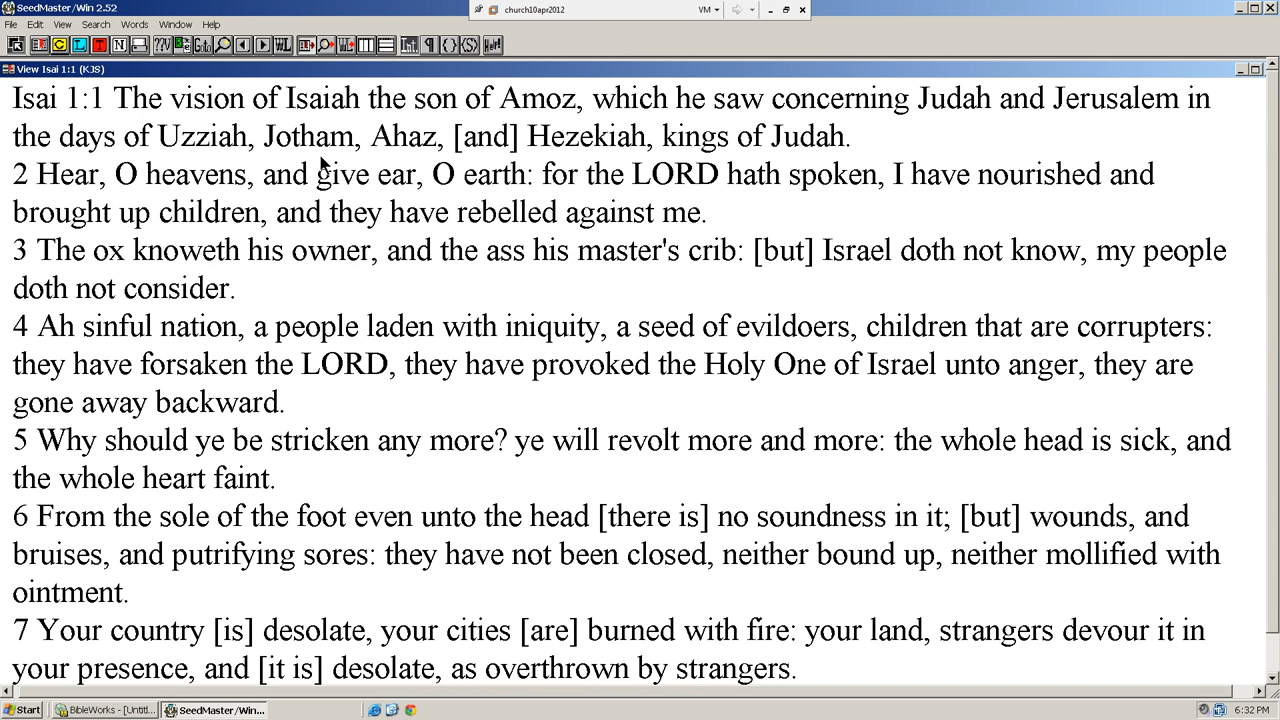 SeedMaster/Win 2.52
church10apr2012
VM
File Edit View Search Words Window Help
View Isai 1:1 (KJS)
Isai 1:1 The vision of Isaiah the son of Amoz, which he saw concerning Judah and Jerusalem in
the days of Uzziah, Jotham, Ahaz, [and] Hezekiah, kings of Judah.
2 Hear, O heavens, and give ear, O earth: for the LORD hath spoken, I have nourished and
brought up children, and they have rebelled against me.
3 The ox knoweth his owner, and the ass his master's crib: [but] Israel doth not know, my people
doth not consider.
4 Ah sinful nation, a people laden with iniquity, a seed of evildoers, children that are corrupters:
they have forsaken the LORD, they have provoked the Holy One of Israel unto anger, they are
gone away backward.
5 Why should ye be stricken any more? ye will revolt more and more: the whole head is sick, and
the whole heart faint.
6 From the sole of the foot even unto the head [there is] no soundness in it; [but] wounds, and
bruises, and putrifying sores: they have not been closed, neither bound up, neither mollified with
ointment.
7 Your country [is] desolate, your cities [are] burned with fire: your land, strangers devour it in
your presence, and [it is] desolate, as overthrown by strangers.
Start BibleWorks - [Untitl... SeedMaster/Win... 6:32 PM